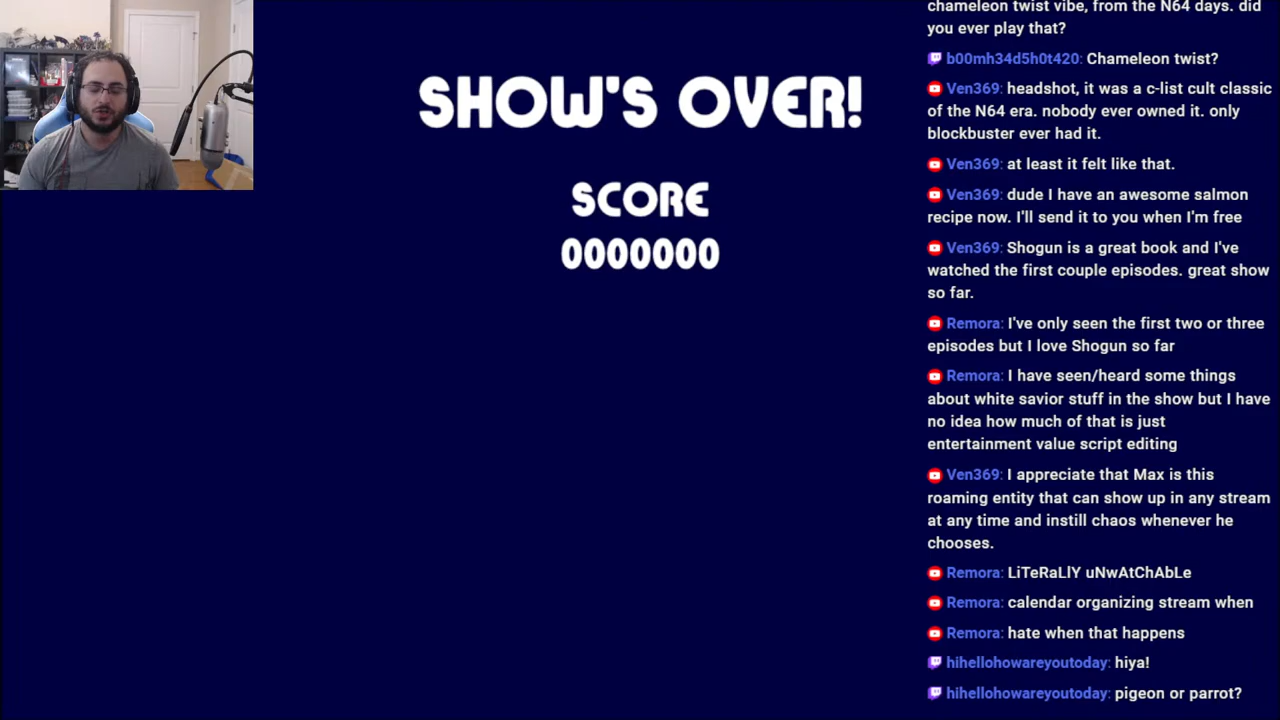 SHOW'S OVER!
SCORE
0000000
chameleon twist vibe, from the N64 days. did
you ever play that?
b00mh34d5h0t420: Chameleon twist?
Ven369: headshot, it was a c-list cult classic
of the N64 era. nobody ever owned it. only
blockbuster ever had it.
Ven369: at least it felt like that.
Ven369: dude I have an awesome salmon
recipe now. I'll send it to you when I'm free
Ven369: Shogun is a great book and I've
watched the first couple episodes. great show
so far.
Remora: I've only seen the first two or three
episodes but I love Shogun so far
Remora: I have seen/heard some things
about white savior stuff in the show but I have
no idea how much of that is just
entertainment value script editing
Ven369: I appreciate that Max is this
roaming entity that can show up in any stream
at any time and instill chaos whenever he
chooses.
Remora: LiTeRaLlY uNwAtChAbLe
Remora: calendar organizing stream when
Remora: hate when that happens
hihellohowareyoutoday: hiya!
hihellohowareyoutoday: pigeon or parrot?